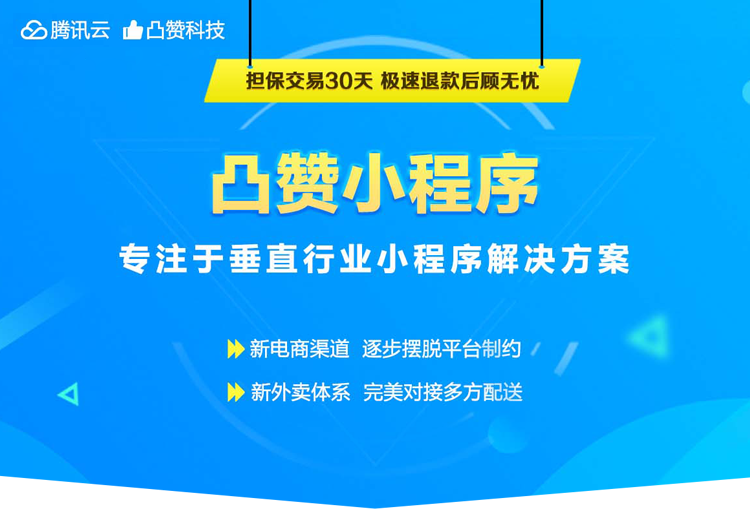 腾讯云 凸赞科技
担保交易30天 极速退款后顾无忧
凸赞小程序
专注于垂直行业小程序解决方案
新电商渠道 逐步摆脱平台制约
新外卖体系 完美对接多方配送